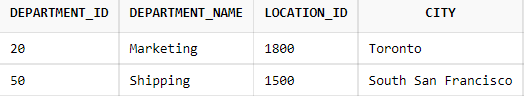 DEPARTMENT_ID DEPARTMENT_NAME LOCATION_ID CITY
20 Marketing 1800 Toronto
50 Shipping 1500 South San Francisco